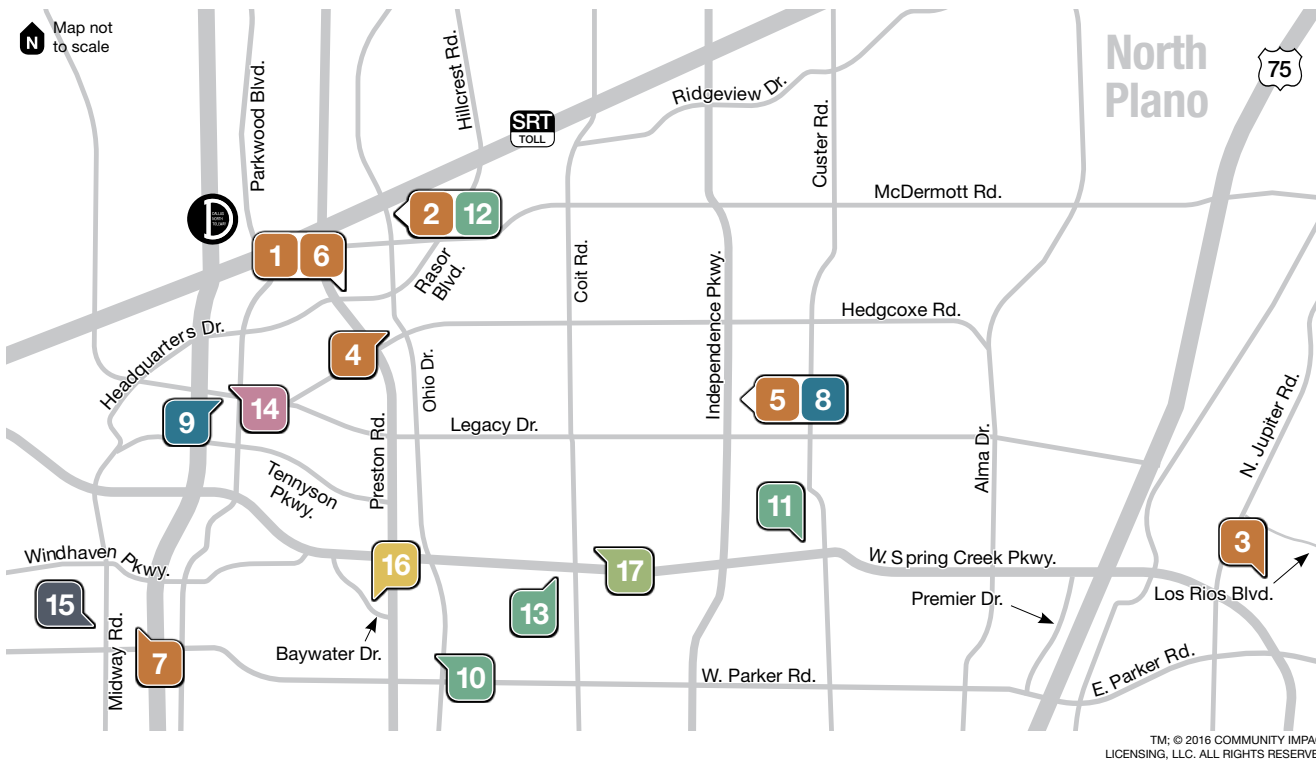 N
Map not
to scale
North
Plano
75
Parkwood Blvd.
Hillcrest Rd.
SRT
TOLL
Ridgeview Dr.
Custer Rd.
McDermott Rd.
D
DALLAS
NORTH
TOLLWAY
2 12
1 6
Rasor
Blvd.
Coit Rd.
Independence Pkwy.
Hedgcoxe Rd.
Headquarters Dr.
4
Ohio Dr.
5 8
14
9
Preston Rd.
Legacy Dr.
Alma Dr.
N. Jupiter Rd.
Tennyson
Pkwy.
11
3
Windhaven Pkwy.
16
17
W. Spring Creek Pkwy.
15
13
Premier Dr.
Los Rios Blvd.
Midway Rd.
7
Baywater Dr.
10
W. Parker Rd.
E. Parker Rd.
TM; © 2016 COMMUNITY IMPAC
LICENSING, LLC. ALL RIGHTS RESERVE